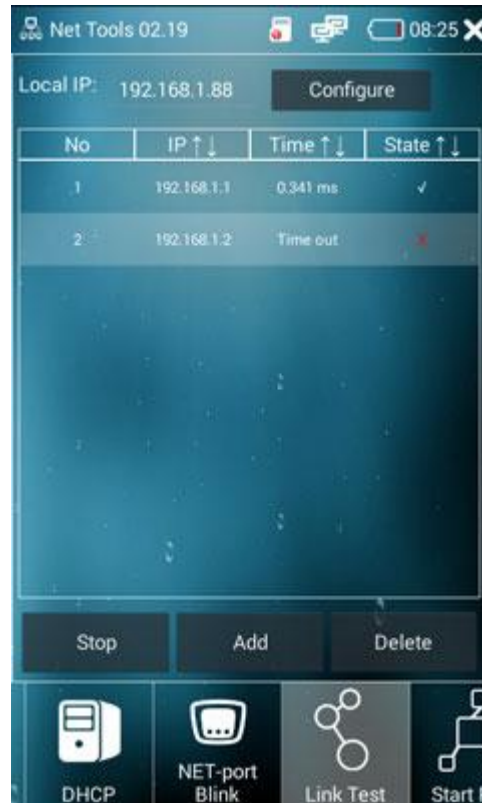 Net Tools 02.19 08:25
Local IP: 192.168.1.88 Configure
No IP↑↓ Time↑↓ State↑↓
1 192.168.1.1 0.341 ms √
2 192.168.1.2 Time out X
Stop Add Delete
DHCP
NET-port
Blink
Link Test
Start